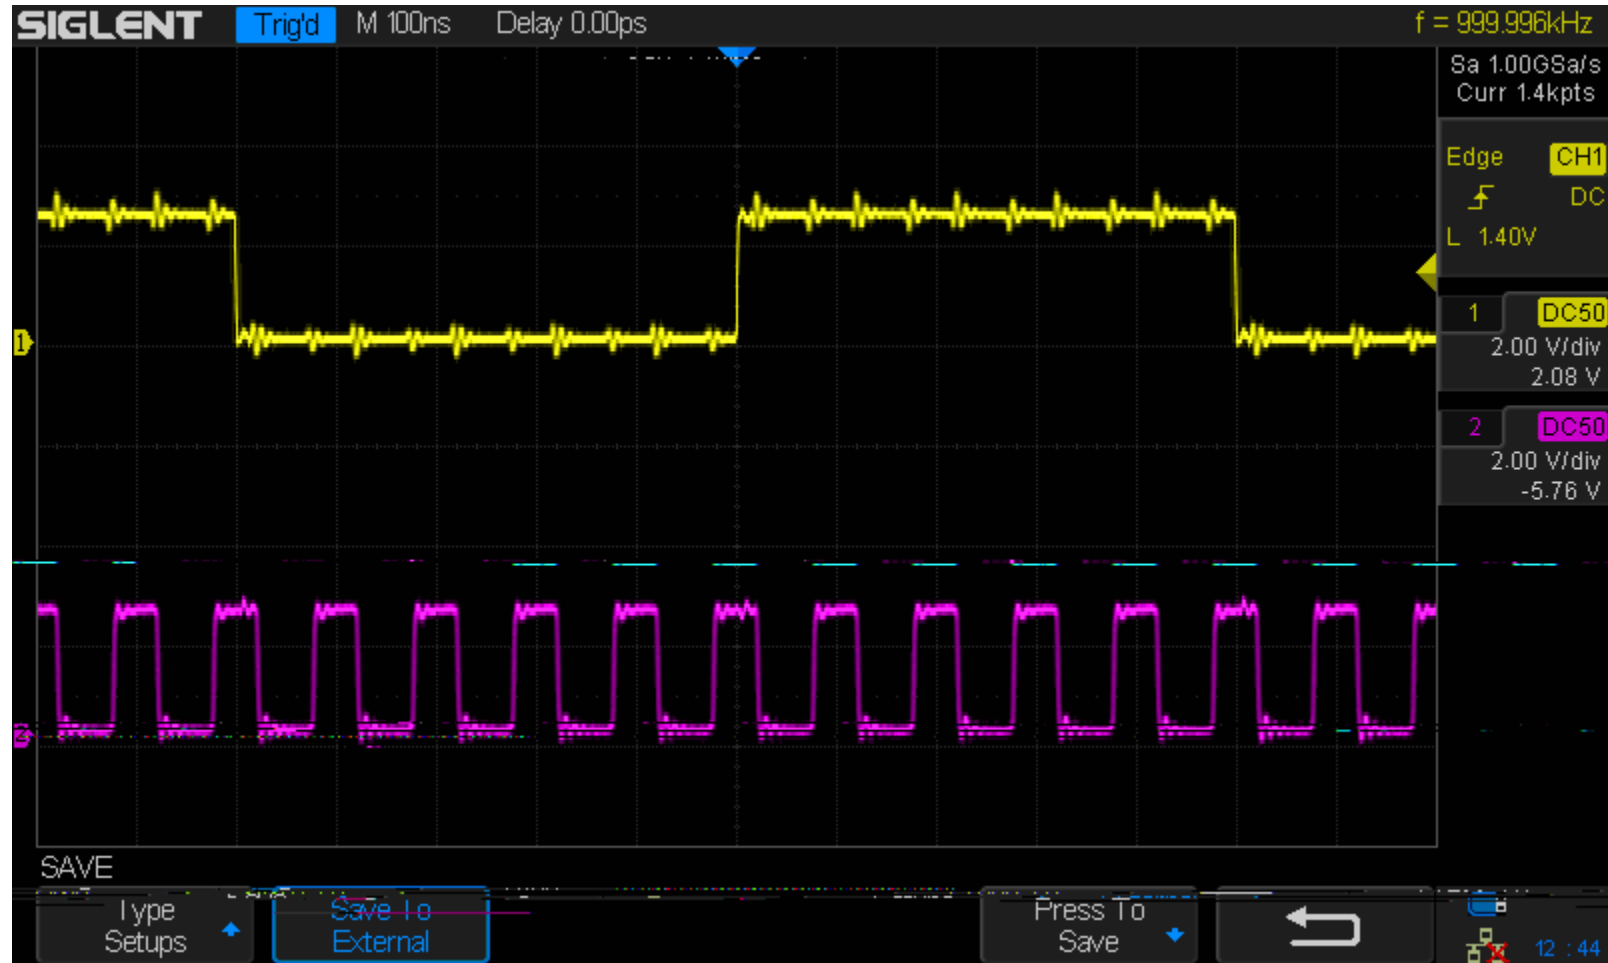 SIGLENT Trig'd M 100ns Delay 0.00ps f = 999.996kHz
Sa 1.00GSa/s
Curr 1.4kpts
Edge CH1
DC
L 1.40V
1 DC50
2.00 V/div
2.08 V
2 DC50
2.00 V/div
-5.76 V
1
2
SAVE
Type
Setups
Save To
External
Press To
Save
12 : 44